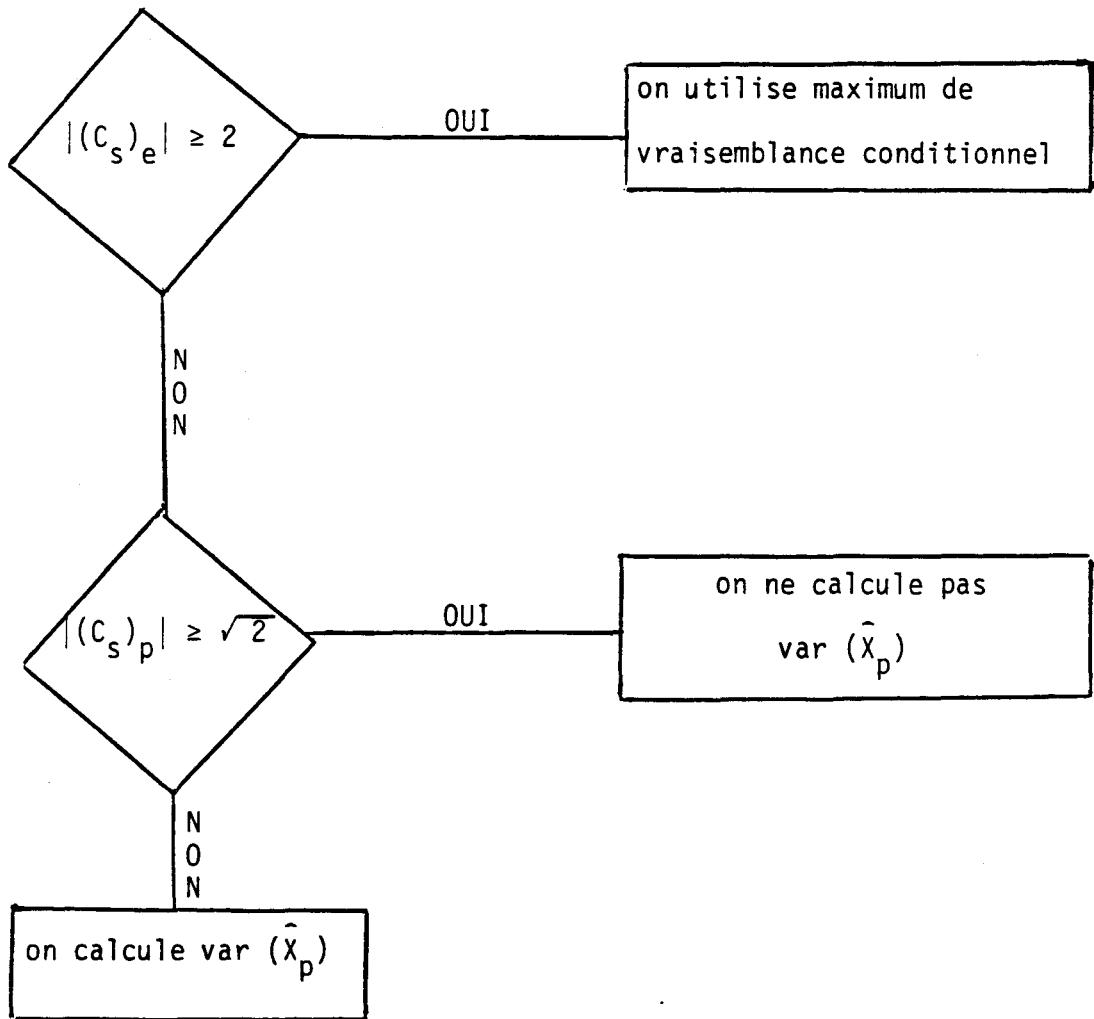 |(C_s)_e| ≥ 2
OUI
on utilise maximum de
vraisemblance conditionnel
N
O
N
|(C_s)_p| ≥ √2
OUI
on ne calcule pas
var (X̂_p)
N
O
N
on calcule var (X̂_p)